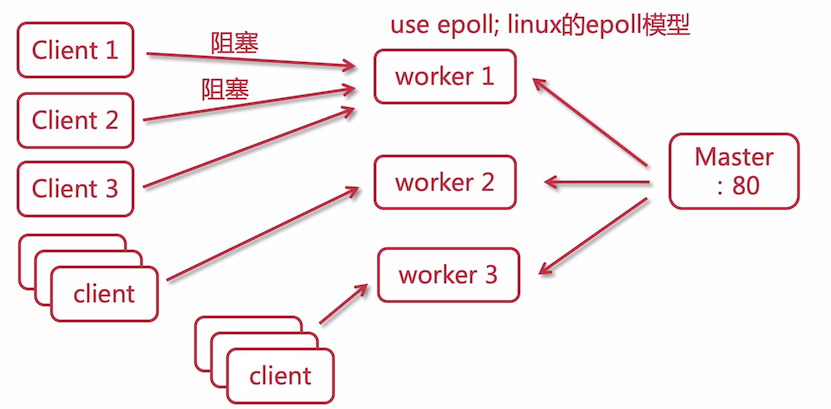 use epoll; linux的epoll模型
Client 1
阻塞
worker 1
Client 2
阻塞
Client 3
Master
: 80
worker 2
client
worker 3
client